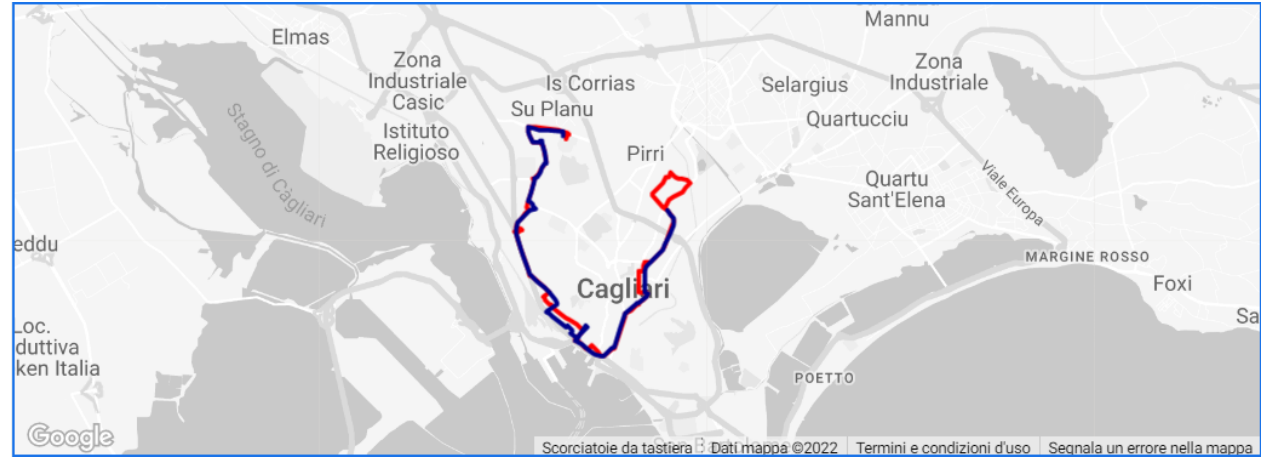 Mannu
Elmas
Zona
Industriale
Casic
Zona
Industriale
Is Corrias
Selargius
Su Planu
Quartucciu
Istituto
Religioso
Stagno di Càgliari
Pirri
Quartu
Sant'Elena
Viale Europa
eddu
MARGINE ROSSO
Foxi
Cagliari
Sa
Loc.
duttiva
ken Italia
POETTO
Google
Scorciatoie da tastiera
Dati mappa ©2022
Termini e condizioni d'uso
Segnala un errore nella mappa